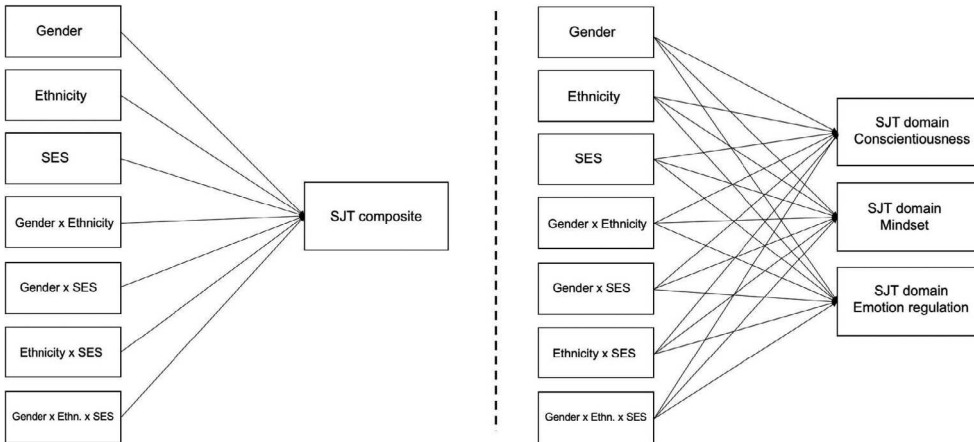 Gender
Ethnicity
SES
Gender x Ethnicity
Gender x SES
Ethnicity x SES
Gender x Ethn. x SES
SJT composite
Gender
Ethnicity
SES
Gender x Ethnicity
Gender x SES
Ethnicity x SES
Gender x Ethn. x SES
SJT domain
Conscientiousness
SJT domain
Mindset
SJT domain
Emotion regulation